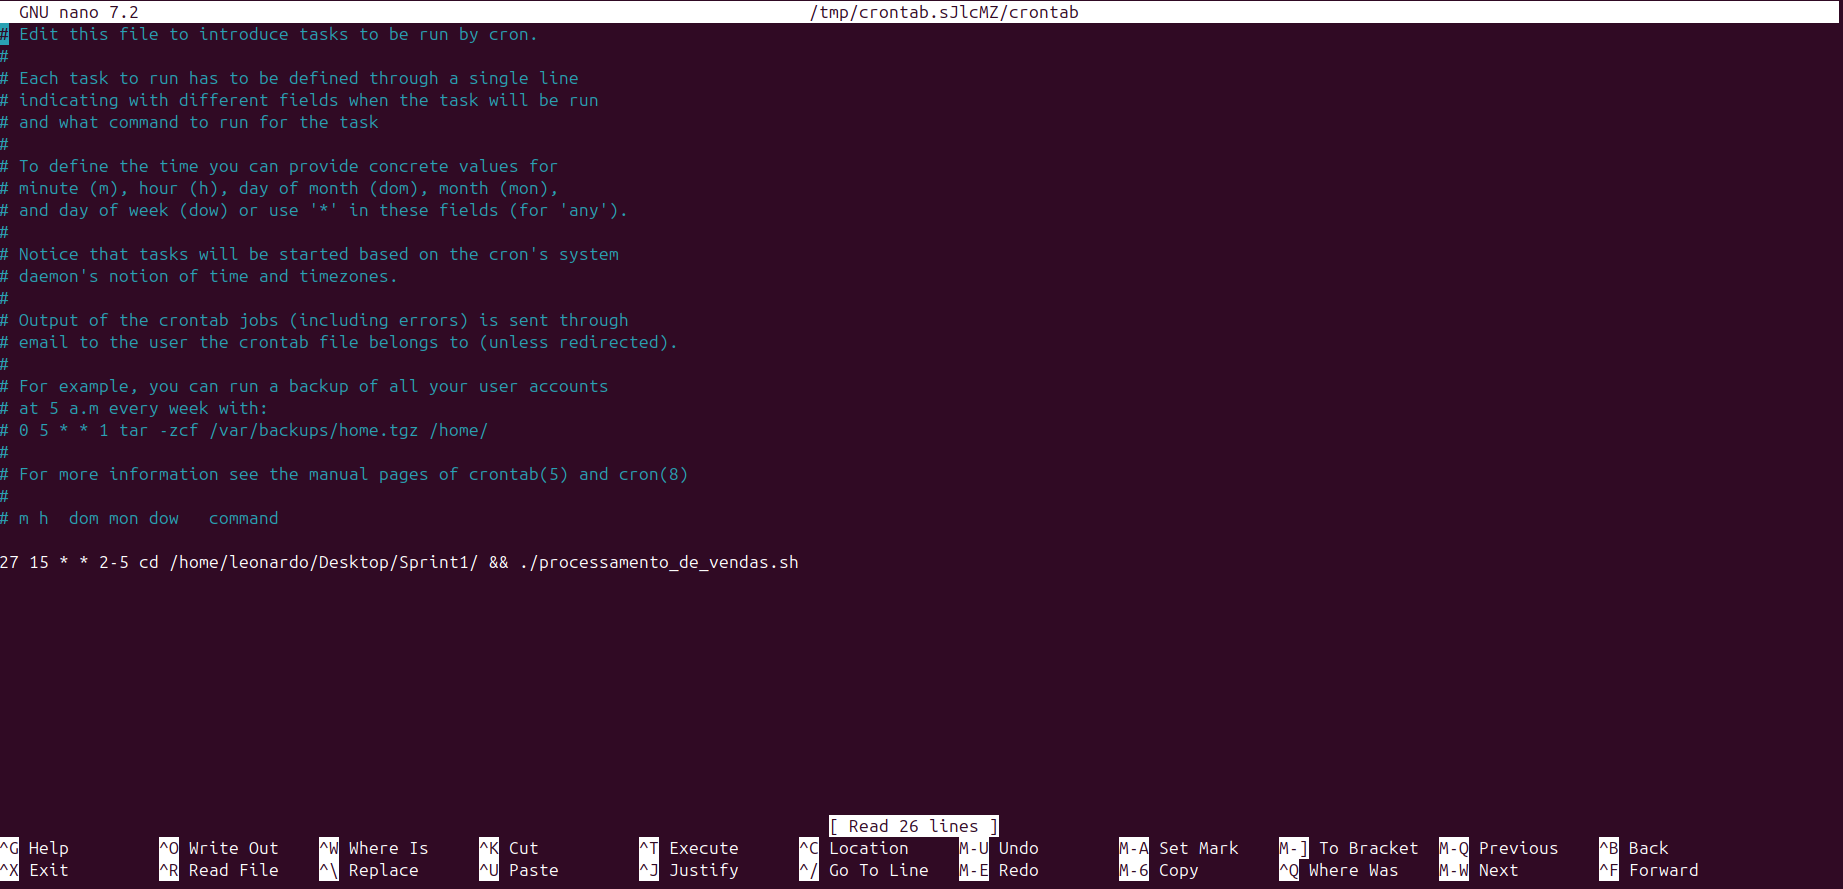 GNU nano 7.2 /tmp/crontab.sJlcMZ/crontab
# Edit this file to introduce tasks to be run by cron.
#
# Each task to run has to be defined through a single line
# indicating with different fields when the task will be run
# and what command to run for the task
#
# To define the time you can provide concrete values for
# minute (m), hour (h), day of month (dom), month (mon),
# and day of week (dow) or use '*' in these fields (for 'any').
#
# Notice that tasks will be started based on the cron's system
# daemon's notion of time and timezones.
#
# Output of the crontab jobs (including errors) is sent through
# email to the user the crontab file belongs to (unless redirected).
#
# For example, you can run a backup of all your user accounts
# at 5 a.m every week with:
# 0 5 * * 1 tar -zcf /var/backups/home.tgz /home/
#
# For more information see the manual pages of crontab(5) and cron(8)
#
# m h  dom mon dow   command
27 15 * * 2-5 cd /home/leonardo/Desktop/Sprint1/ && ./processamento_de_vendas.sh
[ Read 26 lines ]
^G Help ^O Write Out ^W Where Is ^K Cut ^T Execute ^C Location M-U Undo M-A Set Mark M-] To Bracket M-Q Previous ^B Back
^X Exit ^R Read File ^\ Replace ^U Paste ^J Justify ^/ Go To Line M-E Redo M-6 Copy ^Q Where Was M-W Next ^F Forward